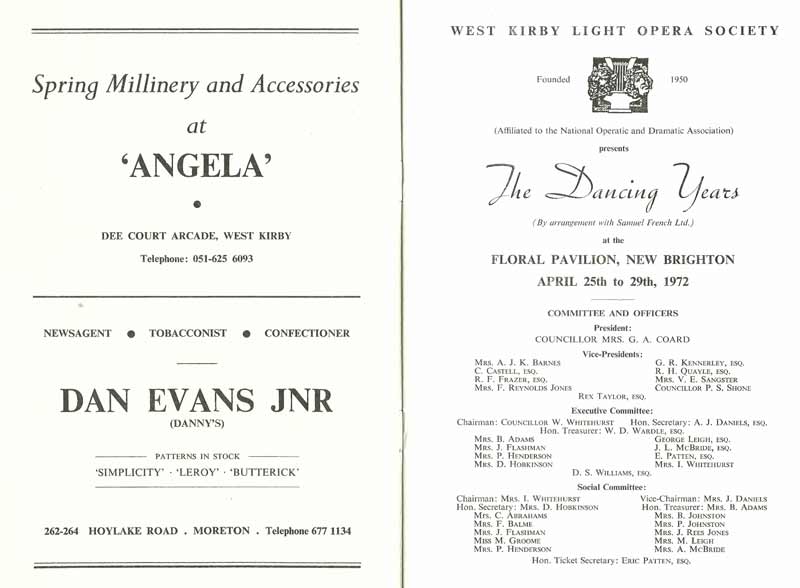 Spring Millinery and Accessories
at
‘ANGELA’
DEE COURT ARCADE, WEST KIRBY
Telephone: 051-625 6093
NEWSAGENT ● TOBACCONIST ● CONFECTIONER
DAN EVANS JNR
(DANNY'S)
PATTERNS IN STOCK
‘SIMPLICITY’ · ‘LEROY’ · ‘BUTTERICK’
262-264 HOYLAKE ROAD . MORETON . Telephone 677 1134
WEST KIRBY LIGHT OPERA SOCIETY
Founded 1950
(Affiliated to the National Operatic and Dramatic Association)
presents
The Dancing Years
(By arrangement with Samuel French Ltd.)
at the
FLORAL PAVILION, NEW BRIGHTON
APRIL 25th to 29th, 1972
COMMITTEE AND OFFICERS
President:
COUNCILLOR MRS. G. A. COARD
Vice-Presidents:
MRS. A. J. K. BARNES G. R. KENNERLEY, ESQ.
C. CASTELL, ESQ. R. H. QUAYLE, ESQ.
R. F. FRAZER, ESQ. MRS. V. E. SANGSTER
MRS. F. REYNOLDS JONES COUNCILLOR P. S. SHONE
REX TAYLOR, ESQ.
Executive Committee:
Chairman: COUNCILLOR W. WHITEHURST Hon. Secretary: A. J. DANIELS, ESQ.
Hon. Treasurer: W. D. WARDLE, ESQ.
MRS. B. ADAMS GEORGE LEIGH, ESQ.
MRS. J. FLASHMAN J. L. MCBRIDE, ESQ.
MRS. P. HENDERSON E. PATTEN, ESQ.
MRS. D. HOBKINSON MRS. I. WHITEHURST
D. S. WILLIAMS, ESQ.
Social Committee:
Chairman: MRS. I. WHITEHURST Vice-Chairman: MRS. J. DANIELS
Hon. Secretary: MRS. D. HOBKINSON Hon. Treasurer: MRS. B. ADAMS
MRS. C. ABRAHAMS MRS. B. JOHNSTON
MRS. F. BALME MRS. P. JOHNSTON
MRS. J. FLASHMAN MRS. J. REES JONES
MISS M. GROOME MRS. M. LEIGH
MRS. P. HENDERSON MRS. A. MCBRIDE
Hon. Ticket Secretary: ERIC PATTEN, ESQ.